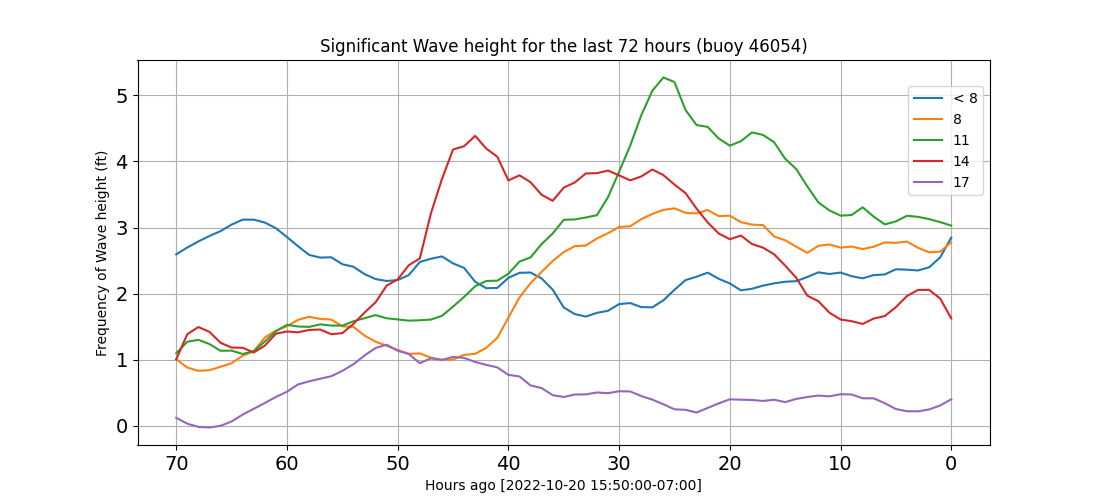 Significant Wave height for the last 72 hours (buoy 46054)
Frequency of Wave height (ft)
5
4
3
2
1
0
< 8
8
11
14
17
70 60 50 40 30 20 10 0
Hours ago [2022-10-20 15:50:00-07:00]